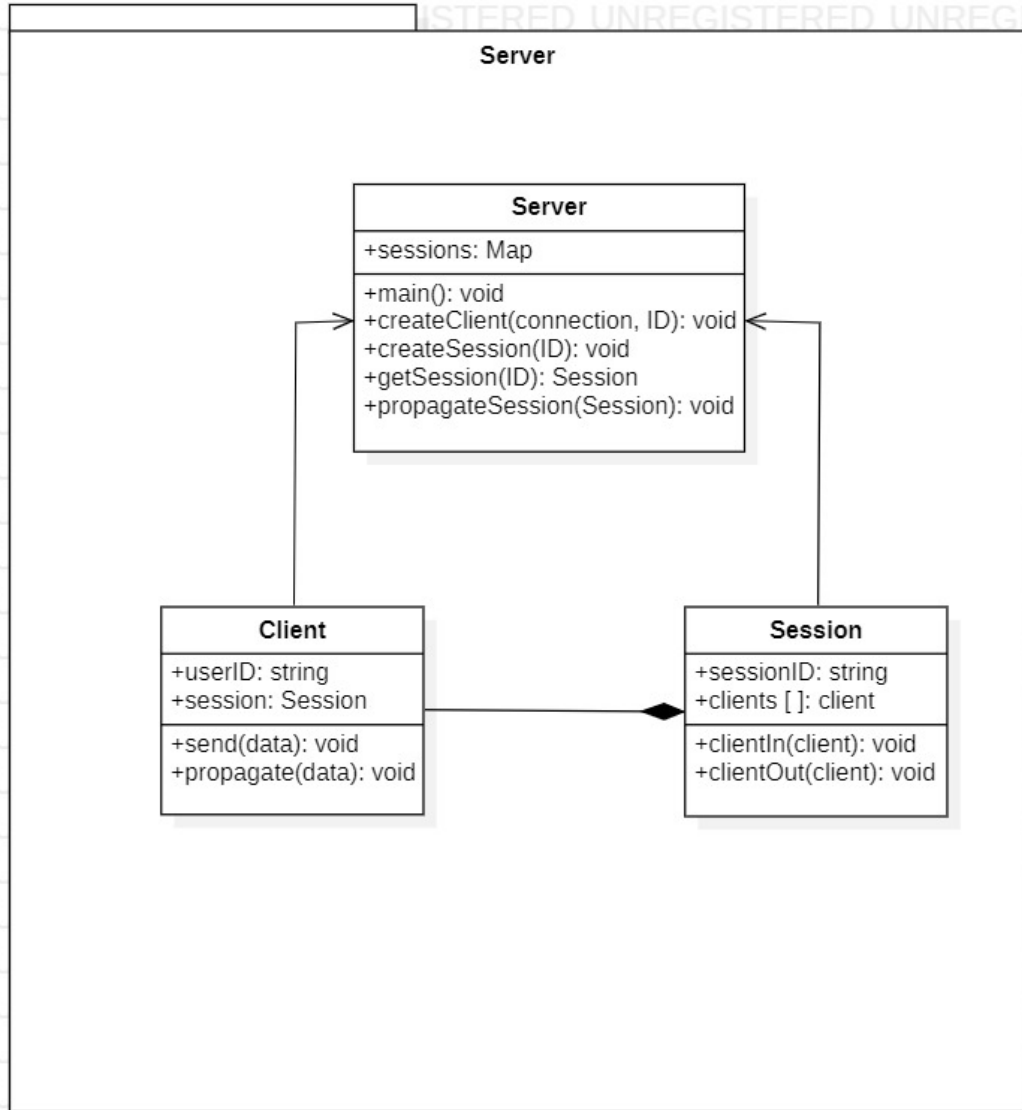 ISTERED UNREGISTERED UNREGI
Server
Server
+sessions: Map
+main(): void
+createClient(connection, ID): void
+createSession(ID): void
+getSession(ID): Session
+propagateSession(Session): void
Client
+userID: string
+session: Session
+send(data): void
+propagate(data): void
Session
+sessionID: string
+clients [ ]: client
+clientIn(client): void
+clientOut(client): void